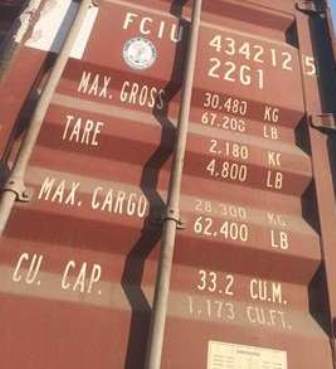 FCIU 434212 5
22G1
MAX. GROSS 30.480 KG
67.200 LB
TARE 2.180 KG
4.800 LB
MAX. CARGO 28.300 KG
62.400 LB
CU. CAP. 33.2 CU.M.
1.173 CU.FT.